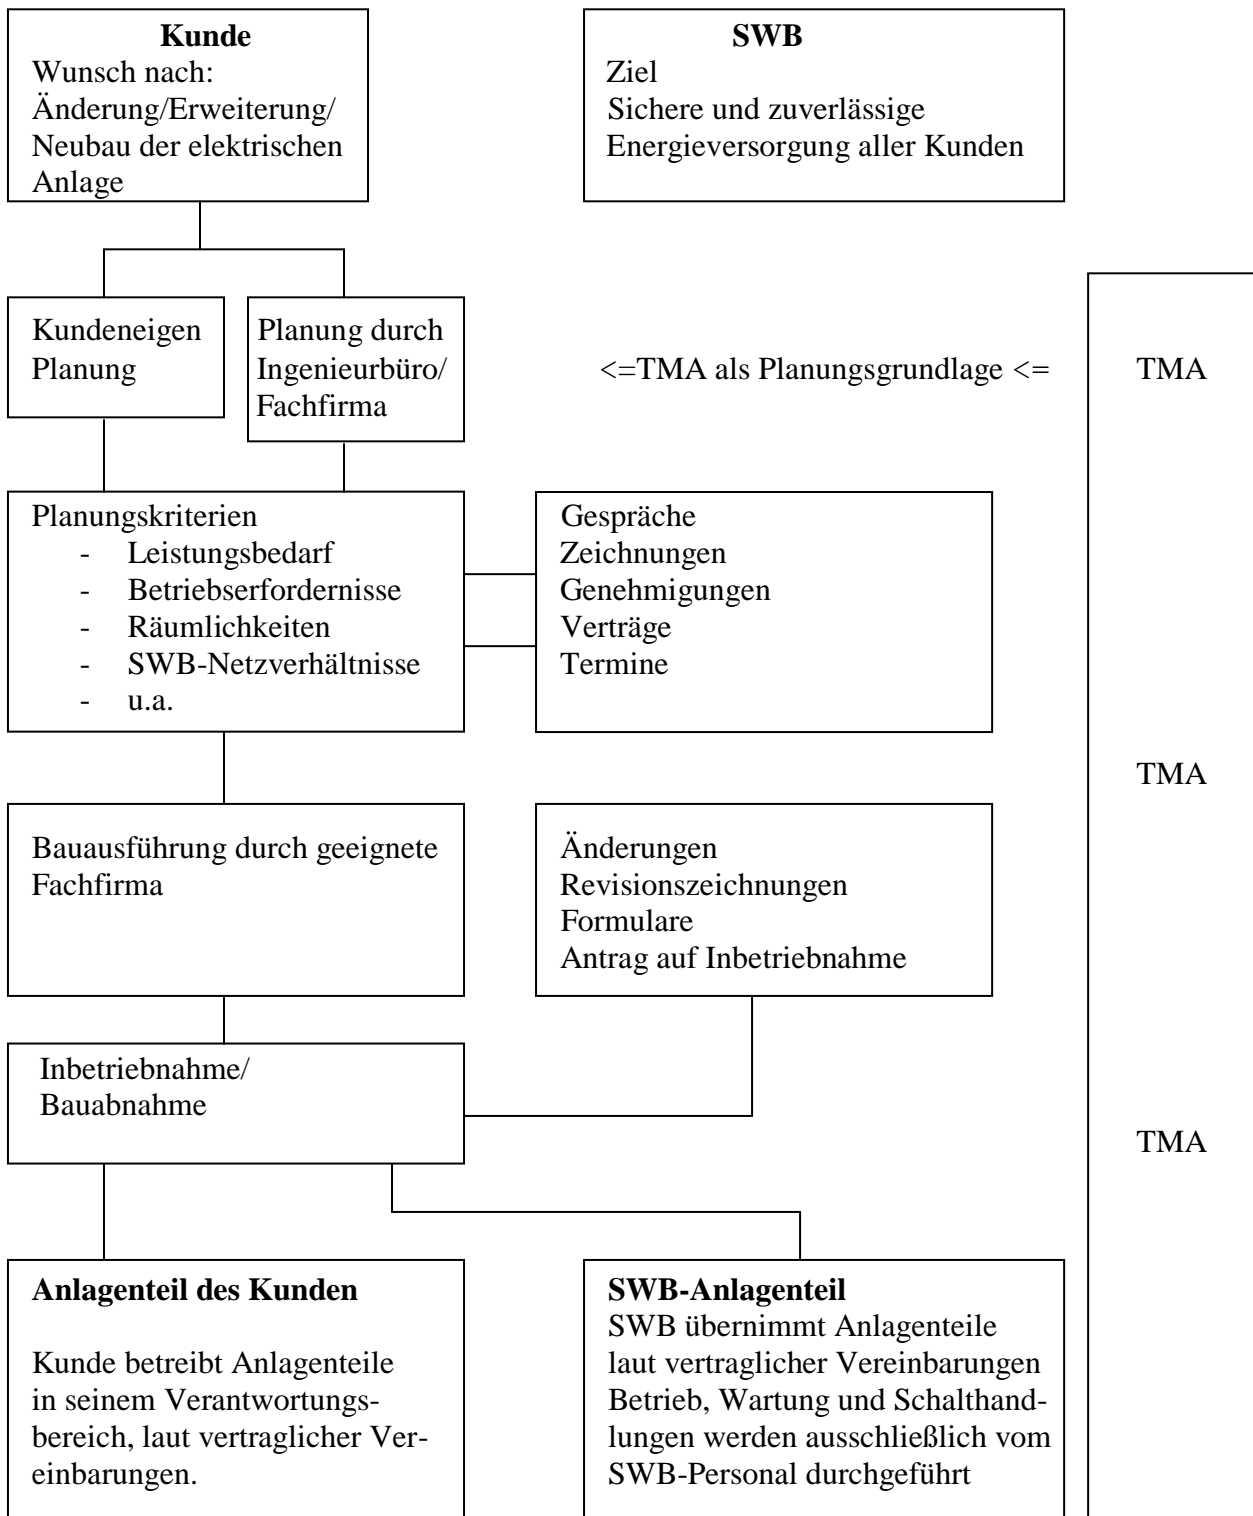 Kunde
Wunsch nach:
Änderung/Erweiterung/
Neubau der elektrischen
Anlage
SWB
Ziel
Sichere und zuverlässige
Energieversorgung aller Kunden
Kundeneigen
Planung
Planung durch
Ingenieurbüro/
Fachfirma
<=TMA als Planungsgrundlage <=
TMA
Planungskriterien
- Leistungsbedarf
- Betriebserfordernisse
- Räumlichkeiten
- SWB-Netzverhältnisse
- u.a.
Gespräche
Zeichnungen
Genehmigungen
Verträge
Termine
TMA
Bauausführung durch geeignete
Fachfirma
Änderungen
Revisionszeichnungen
Formulare
Antrag auf Inbetriebnahme
Inbetriebnahme/
Bauabnahme
TMA
Anlagenteil des Kunden
Kunde betreibt Anlagenteile
in seinem Verantwortungs-
bereich, laut vertraglicher Ver-
einbarungen.
SWB-Anlagenteil
SWB übernimmt Anlagenteile
laut vertraglicher Vereinbarungen
Betrieb, Wartung und Schalthand-
lungen werden ausschließlich vom
SWB-Personal durchgeführt